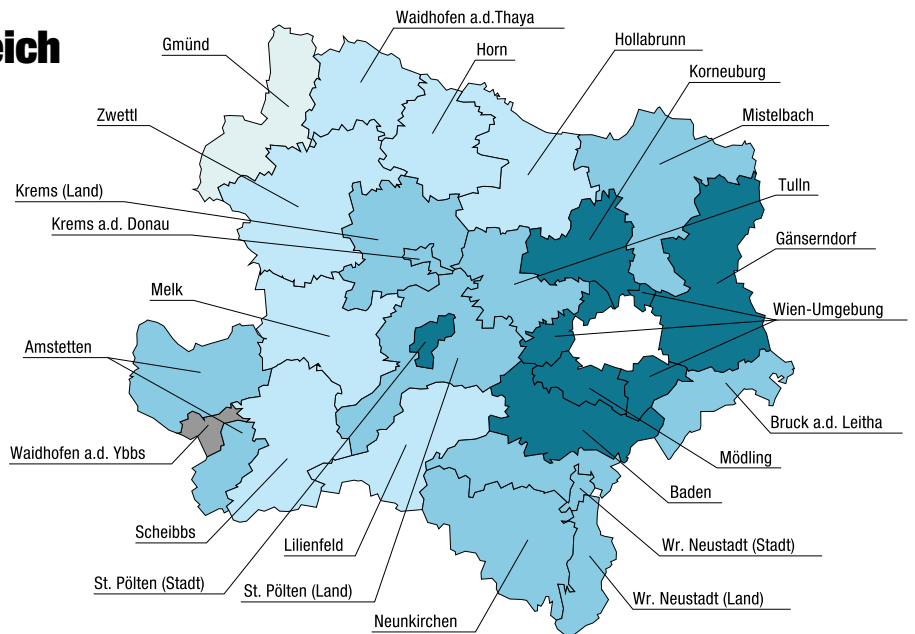 eich
Waidhofen a.d.Thaya
Gmünd
Horn
Hollabrunn
Korneuburg
Zwettl
Mistelbach
Krems (Land)
Tulln
Krems a.d. Donau
Gänserndorf
Melk
Wien-Umgebung
Amstetten
Bruck a.d. Leitha
Waidhofen a.d. Ybbs
Mödling
Baden
Scheibbs
Lilienfeld
Wr. Neustadt (Stadt)
St. Pölten (Stadt)
St. Pölten (Land)
Wr. Neustadt (Land)
Neunkirchen